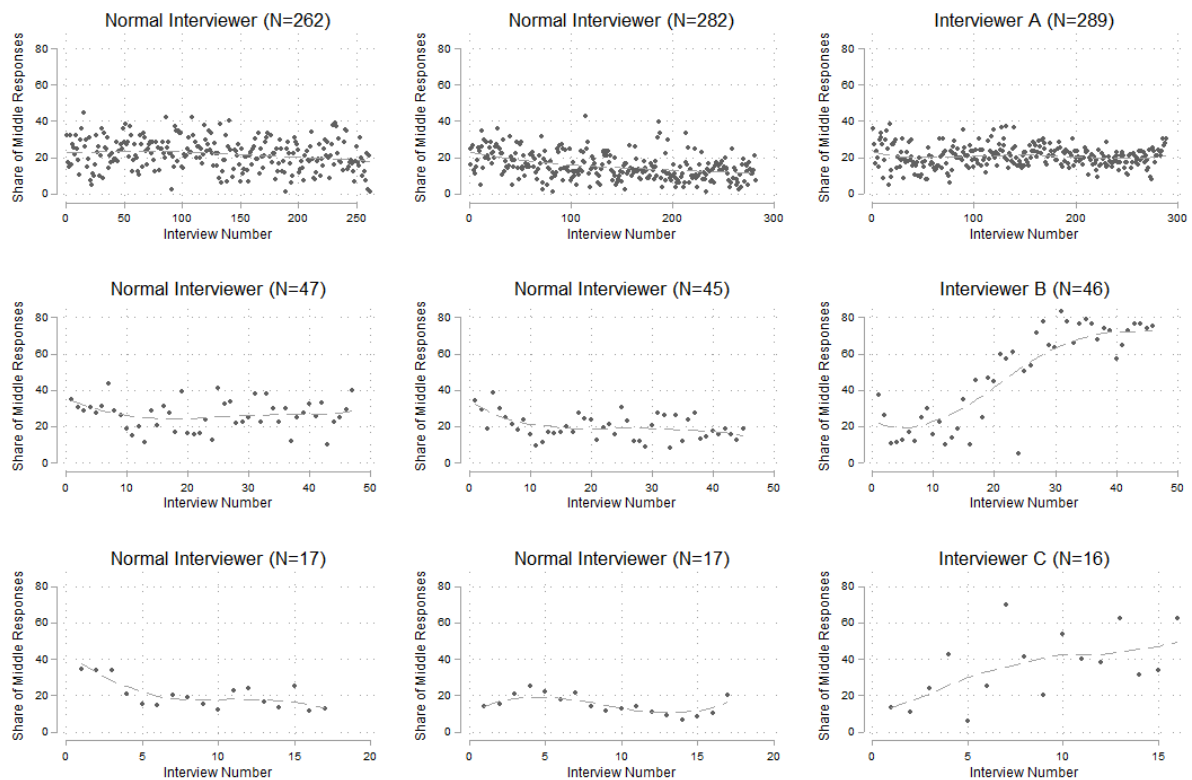 Normal Interviewer (N=262)
Share of Middle Responses
80
60
40
20
0
0 50 100 150 200 250
Interview Number
Normal Interviewer (N=282)
Share of Middle Responses
80
60
40
20
0
0 100 200 300
Interview Number
Interviewer A (N=289)
Share of Middle Responses
80
60
40
20
0
0 100 200 300
Interview Number
Normal Interviewer (N=47)
Share of Middle Responses
80
60
40
20
0
0 10 20 30 40 50
Interview Number
Normal Interviewer (N=45)
Share of Middle Responses
80
60
40
20
0
0 10 20 30 40 50
Interview Number
Interviewer B (N=46)
Share of Middle Responses
80
60
40
20
0
0 10 20 30 40 50
Interview Number
Normal Interviewer (N=17)
Share of Middle Responses
80
60
40
20
0
0 5 10 15 20
Interview Number
Normal Interviewer (N=17)
Share of Middle Responses
80
60
40
20
0
0 5 10 15 20
Interview Number
Interviewer C (N=16)
Share of Middle Responses
80
60
40
20
0
0 5 10 15
Interview Number